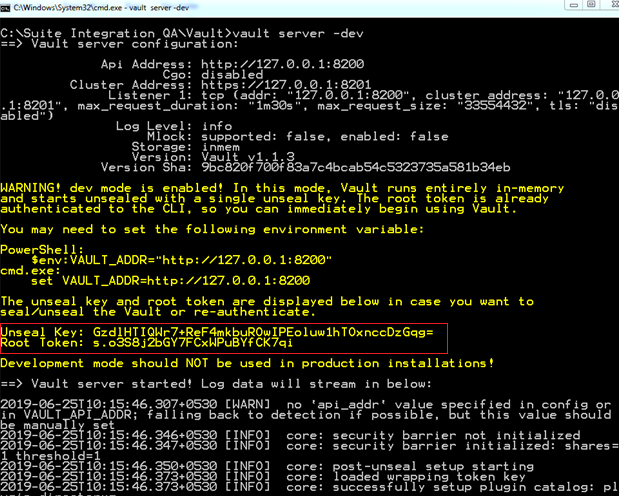 C:\Windows\System32\cmd.exe - vault server -dev
C:\Suite Integration QA\Vault>vault server -dev
==> Vault server configuration:
Api Address: http://127.0.0.1:8200
Cgo: disabled
Cluster Address: https://127.0.0.1:8201
Listener 1: tcp (addr: "127.0.0.1:8200", cluster address: "127.0.0
.1:8201", max_request_duration: "1m30s", max_request_size: "33554432", tls: "dis
abled")
Log Level: info
Mlock: supported: false, enabled: false
Storage: inmem
Version: Vault v1.1.3
Version Sha: 9bc820f700f83a7c4bcab54c5323735a581b34eb
WARNING! dev mode is enabled! In this mode, Vault runs entirely in-memory
and starts unsealed with a single unseal key. The root token is already
authenticated to the CLI, so you can immediately begin using Vault.
You may need to set the following environment variable:
PowerShell:
$env:VAULT_ADDR="http://127.0.0.1:8200"
cmd.exe:
set VAULT_ADDR=http://127.0.0.1:8200
The unseal key and root token are displayed below in case you want to
seal/unseal the Vault or re-authenticate.
Unseal Key: GzdlHTIQWr7+ReF4mkbuROwIPEoluw1hTOxnccDzGqg=
Root Token: s.o3S8j2bGY7FCxWPuBYfCK7qi
Development mode should NOT be used in production installations!
==> Vault server started! Log data will stream in below:
2019-06-25T10:15:46.307+0530 [WARN] no 'api_addr' value specified in config or
in VAULT_API_ADDR; falling back to detection if possible, but this value should
be manually set
2019-06-25T10:15:46.346+0530 [INFO] core: security barrier not initialized
2019-06-25T10:15:46.347+0530 [INFO] core: security barrier initialized: shares=
1 threshold=1
2019-06-25T10:15:46.350+0530 [INFO] core: post-unseal setup starting
2019-06-25T10:15:46.373+0530 [INFO] core: loaded wrapping token key
2019-06-25T10:15:46.373+0530 [INFO] core: successfully setup plugin catalog: pl